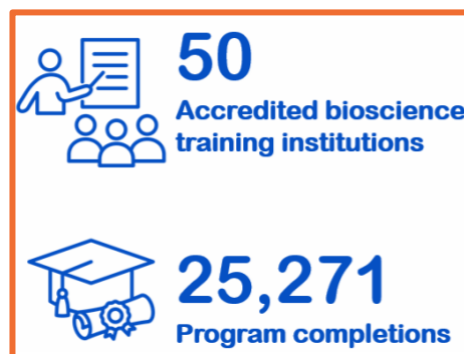 50
Accredited bioscience
training institutions
25,271
Program completions